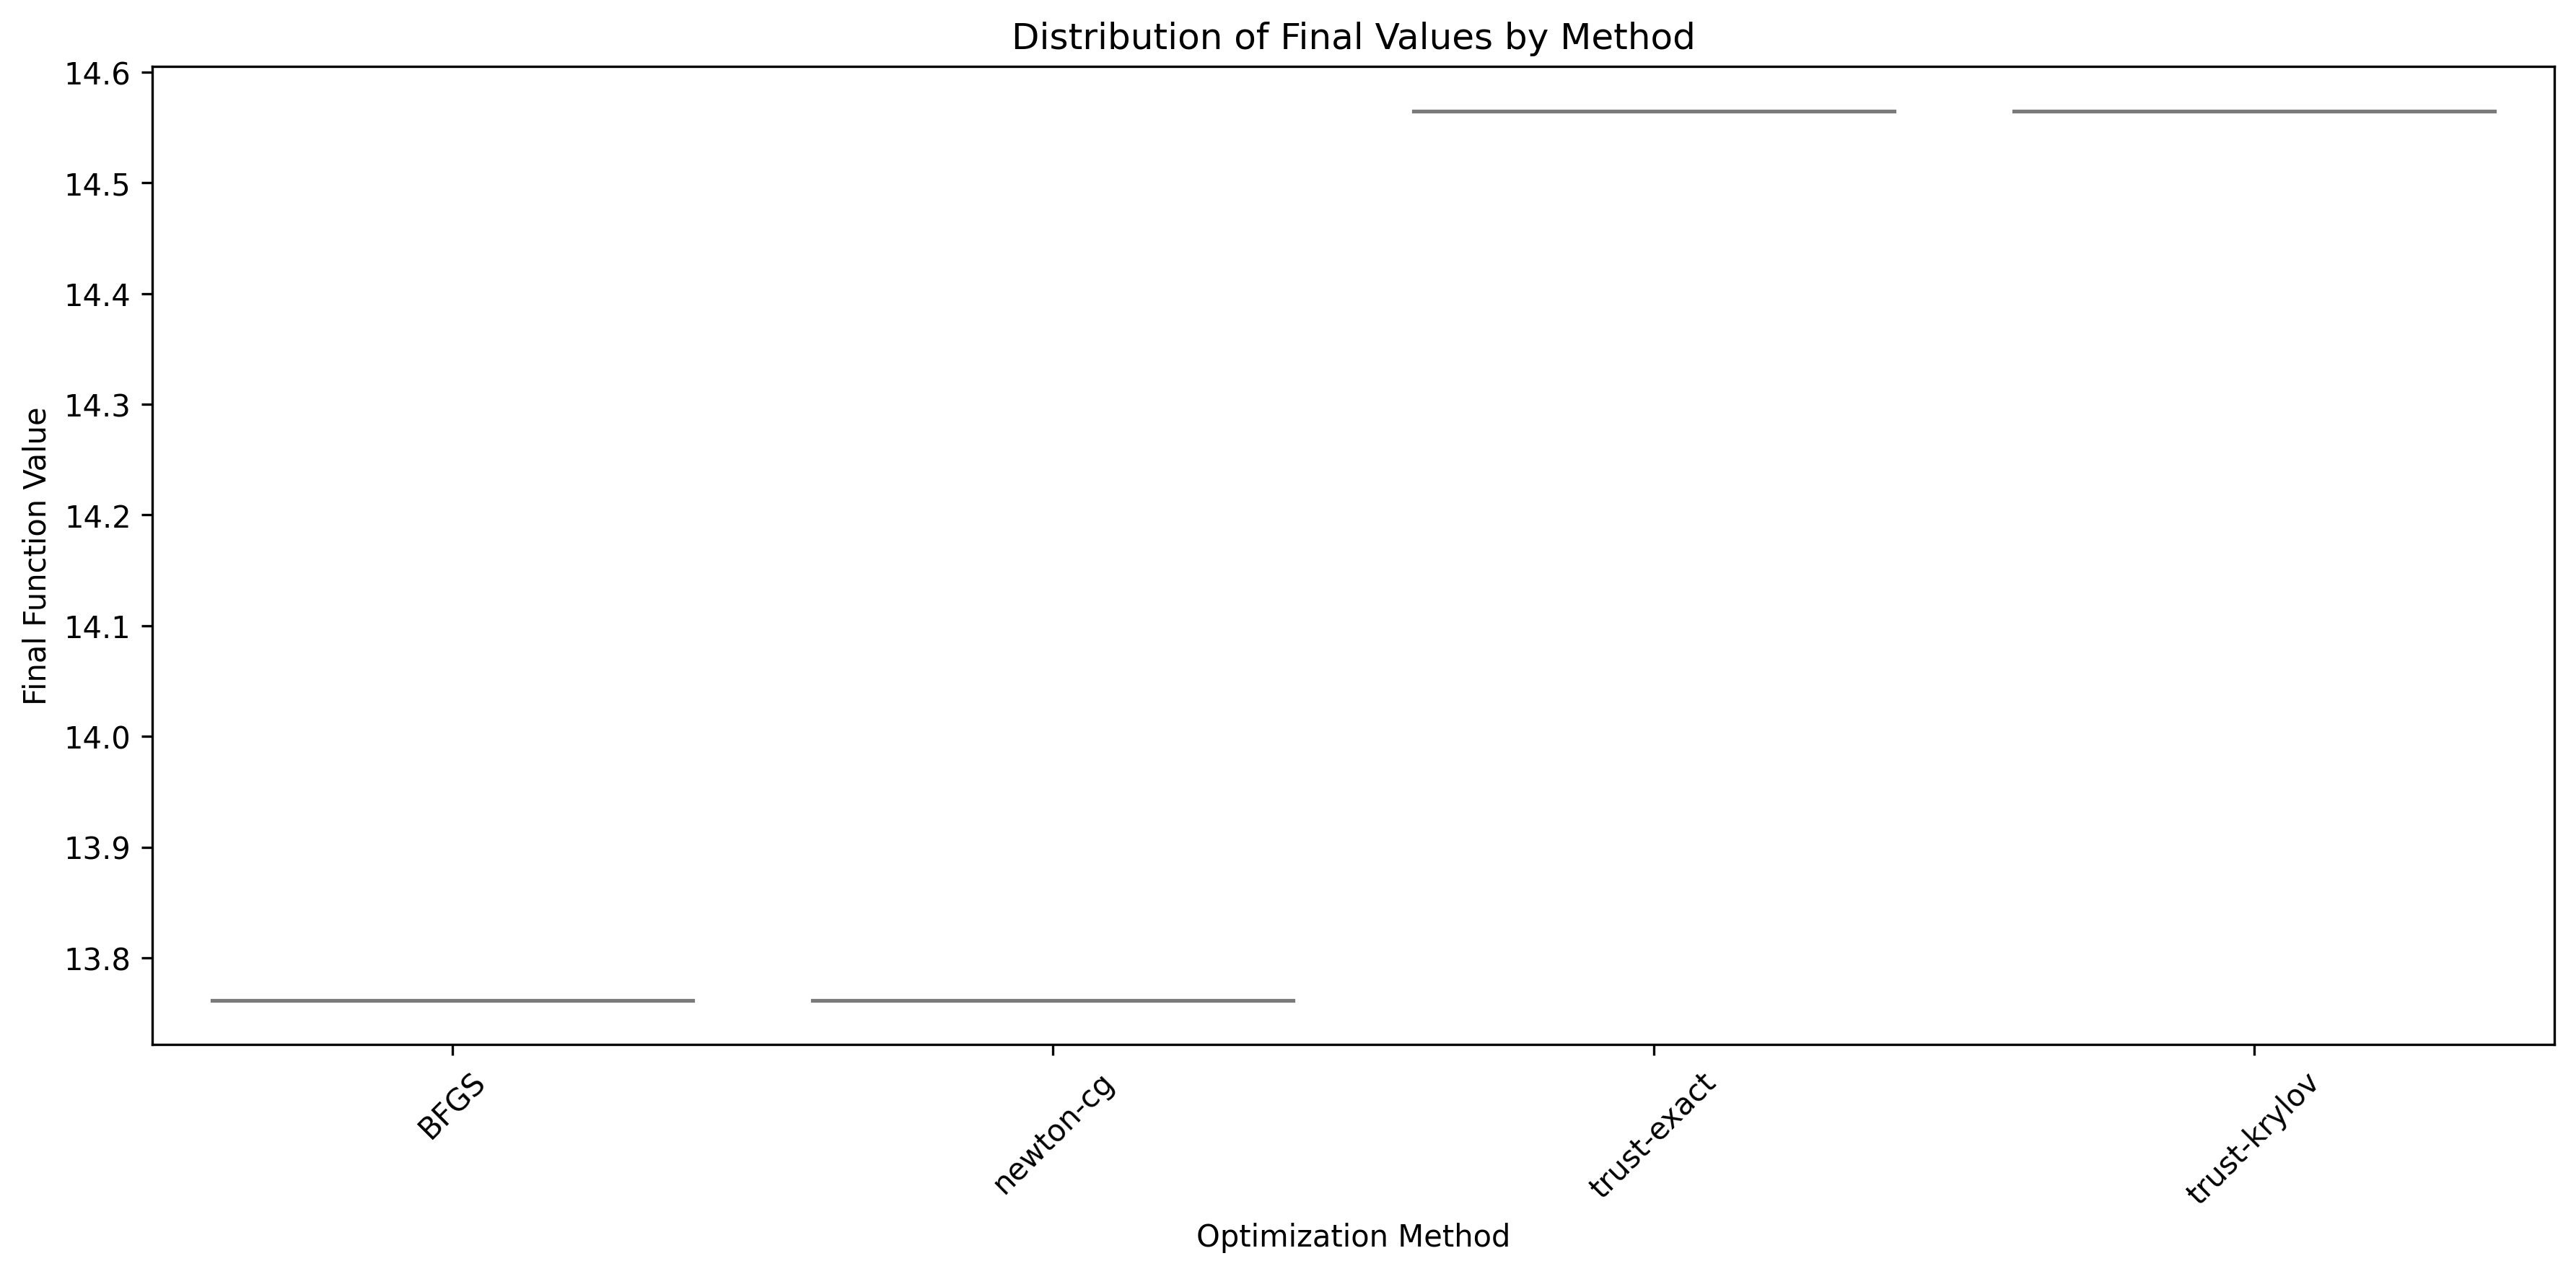 Distribution of Final Values by Method
Final Function Value
14.6
14.5
14.4
14.3
14.2
14.1
14.0
13.9
13.8
BFGS
newton-cg
trust-exact
trust-krylov
Optimization Method